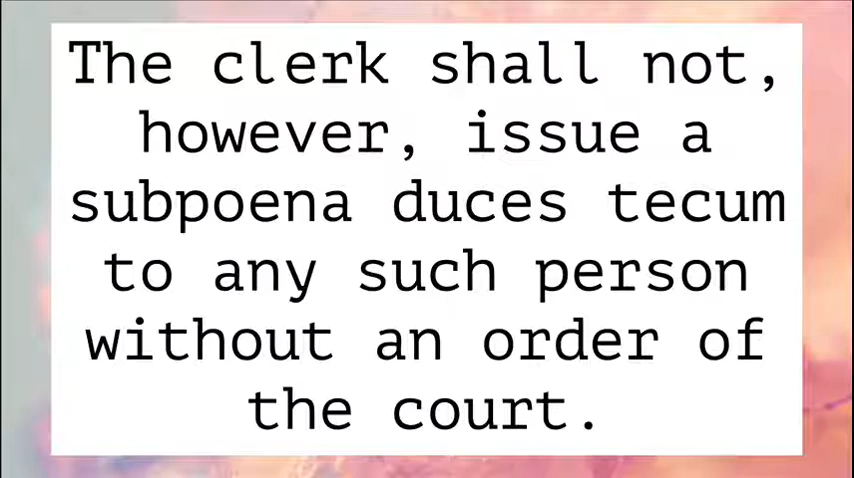 The clerk shall not,
however, issue a
subpoena duces tecum
to any such person
without an order of
the court.